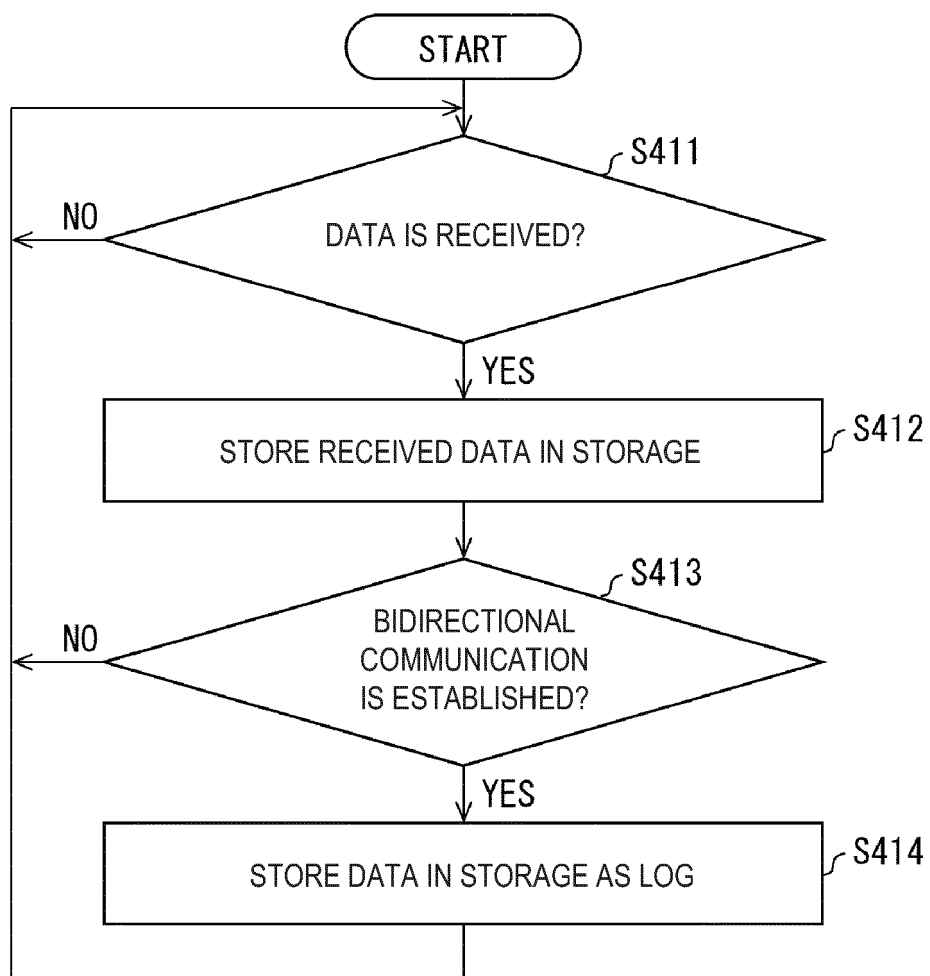 START
S411
NO
DATA IS RECEIVED?
YES
S412
STORE RECEIVED DATA IN STORAGE
S413
NO
BIDIRECTIONAL
COMMUNICATION
IS ESTABLISHED?
YES
S414
STORE DATA IN STORAGE AS LOG